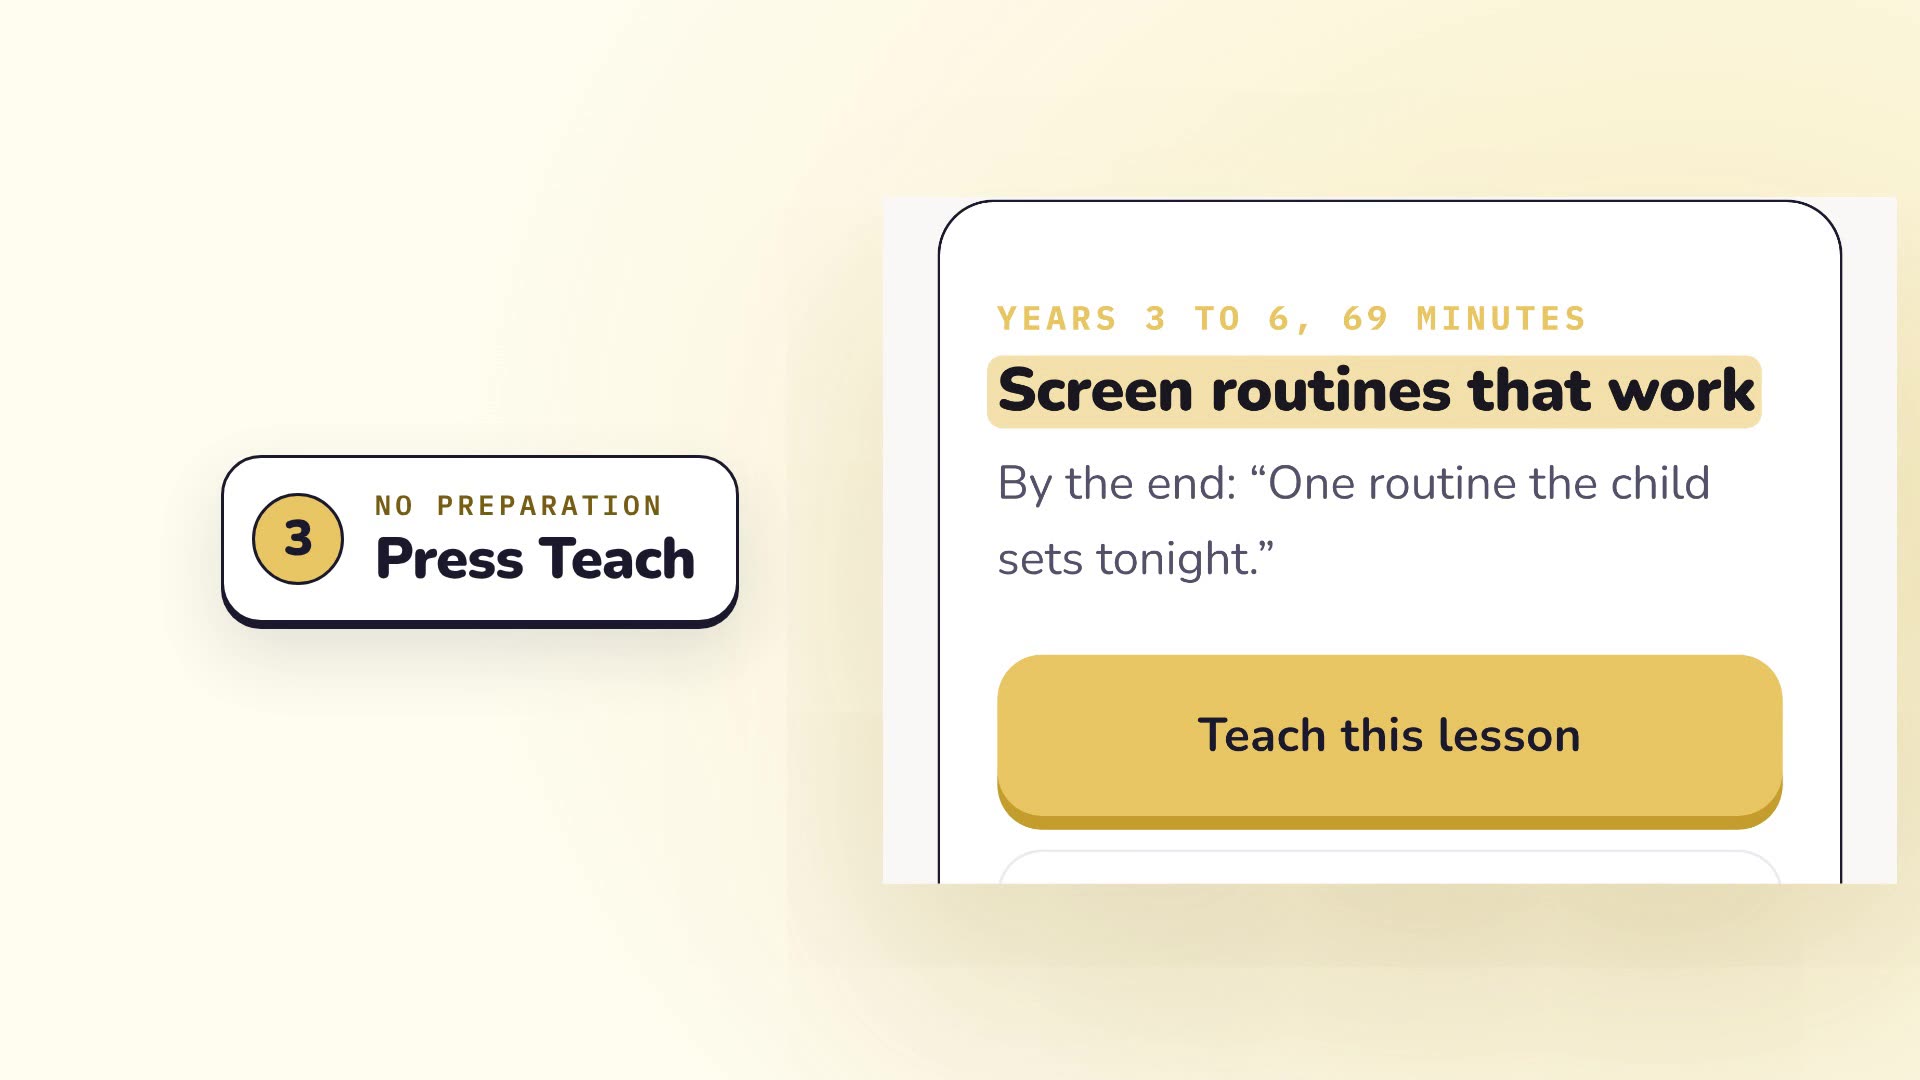 3
NO PREPARATION
Press Teach
YEARS 3 TO 6, 69 MINUTES
Screen routines that work
By the end: “One routine the child
sets tonight.”
Teach this lesson